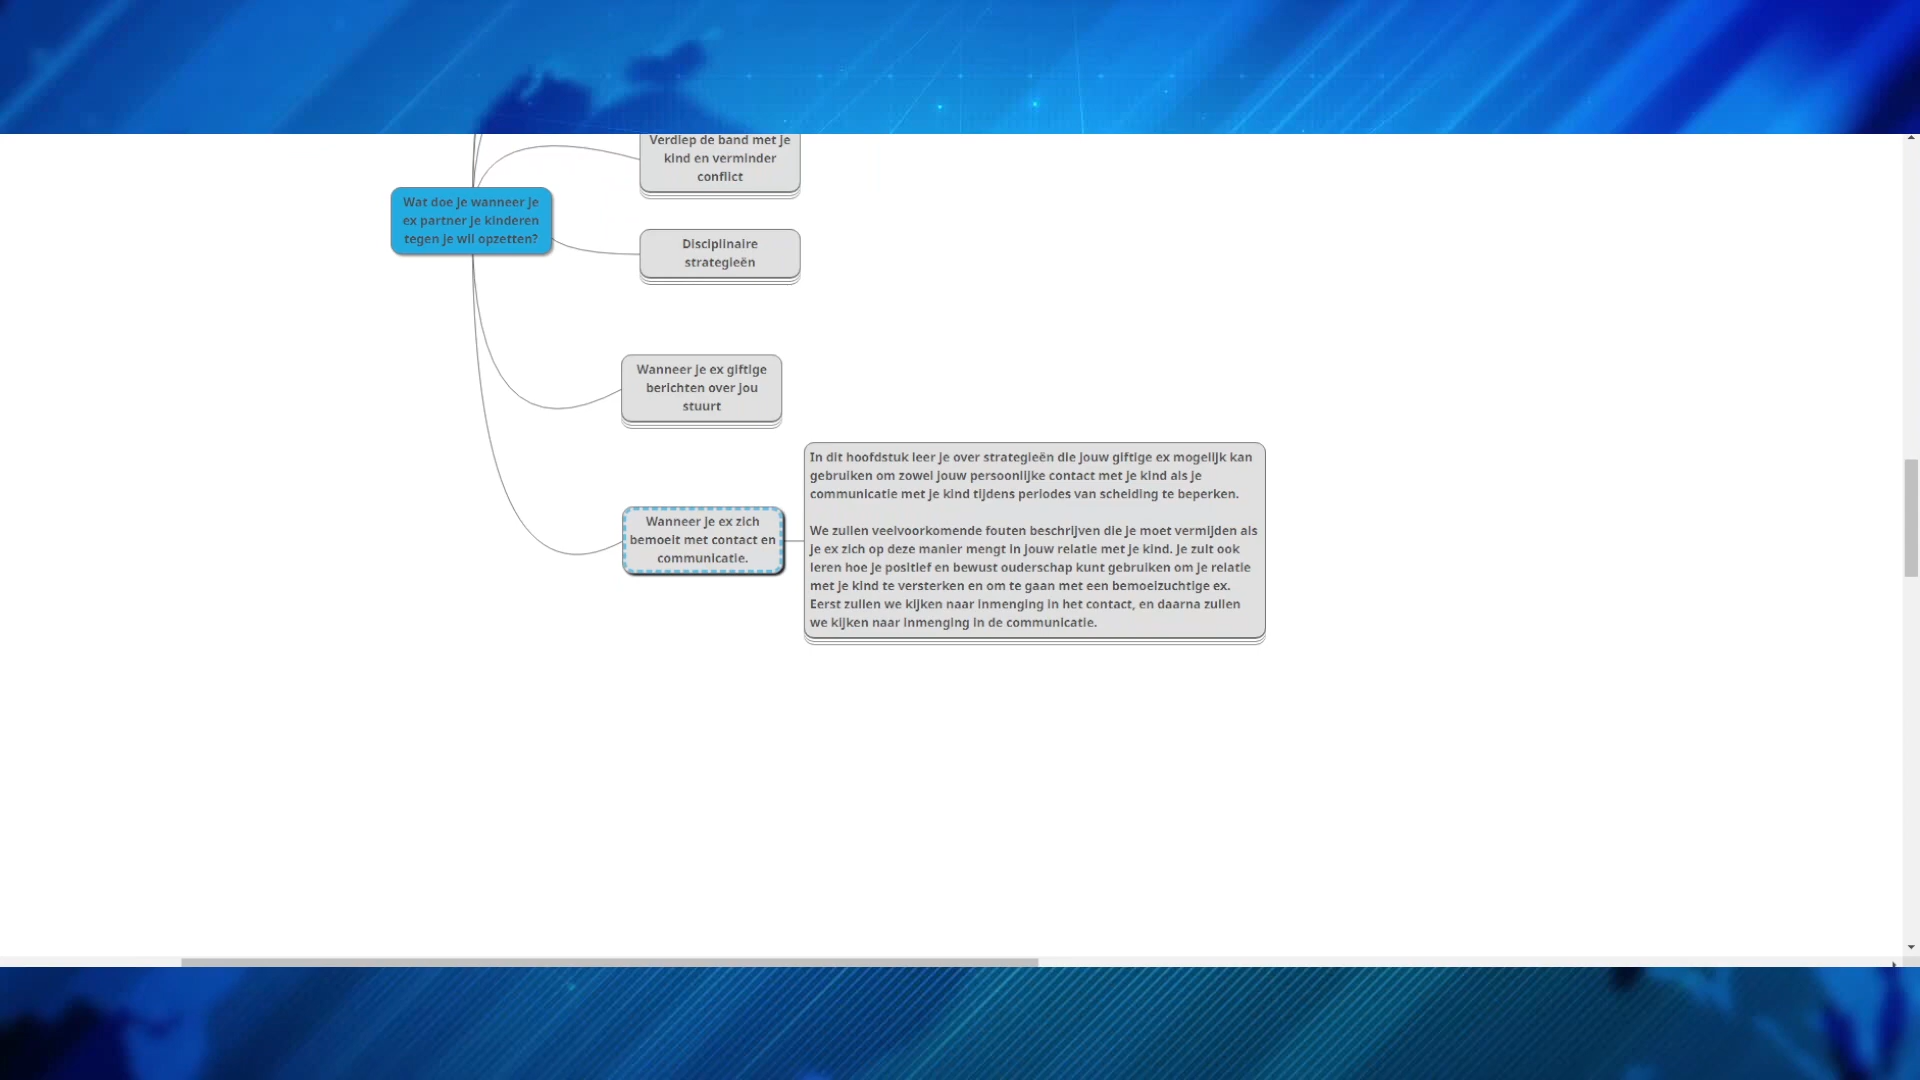 Verdiep de band met je
kind en verminder
conflict
Wat doe je wanneer je
ex partner je kinderen
tegen je wil opzetten?
Disciplinaire
strategieën
Wanneer je ex giftige
berichten over jou
stuurt
In dit hoofdstuk leer je over strategieën die jouw giftige ex mogelijk kan
gebruiken om zowel jouw persoonlijke contact met je kind als je
communicatie met je kind tijdens periodes van scheiding te beperken.
We zullen veelvoorkomende fouten beschrijven die je moet vermijden als
je ex zich op deze manier mengt in jouw relatie met je kind. Je zult ook
leren hoe je positief en bewust ouderschap kunt gebruiken om je relatie
met je kind te versterken en om te gaan met een bemoeizuchtige ex.
Eerst zullen we kijken naar inmenging in het contact, en daarna zullen
we kijken naar inmenging in de communicatie.
Wanneer je ex zich
bemoeit met contact en
communicatie.